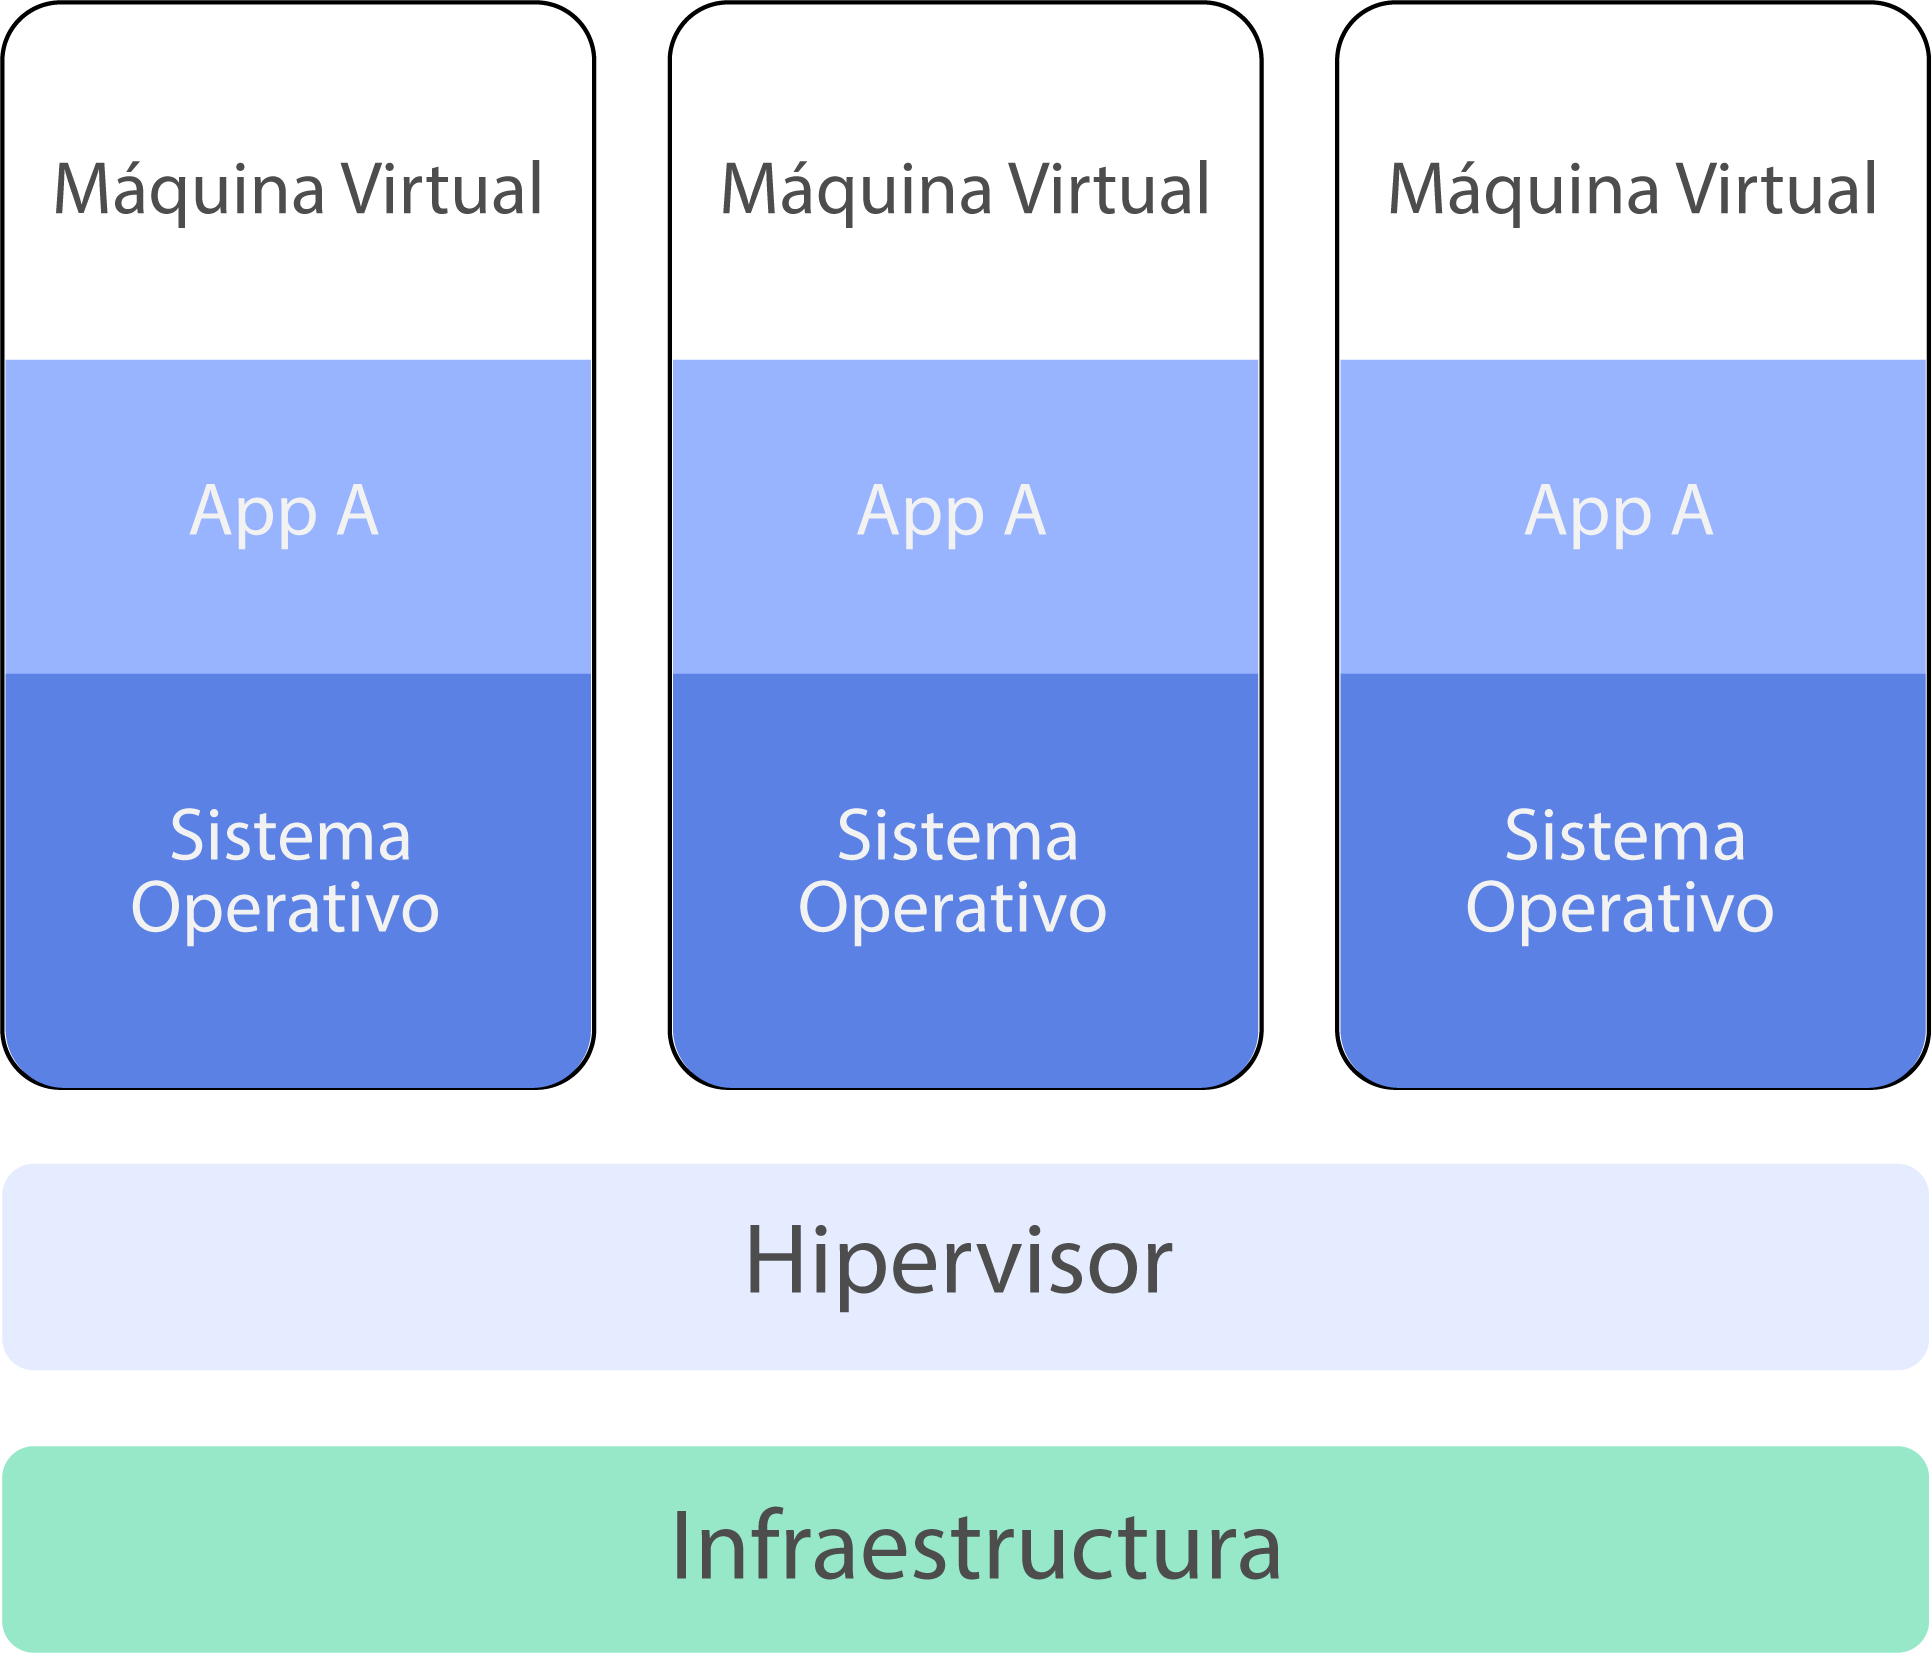 Máquina Virtual
Máquina Virtual
Máquina Virtual
App A
App A
App A
Sistema
Operativo
Sistema
Operativo
Sistema
Operativo
Hipervisor
Infraestructura